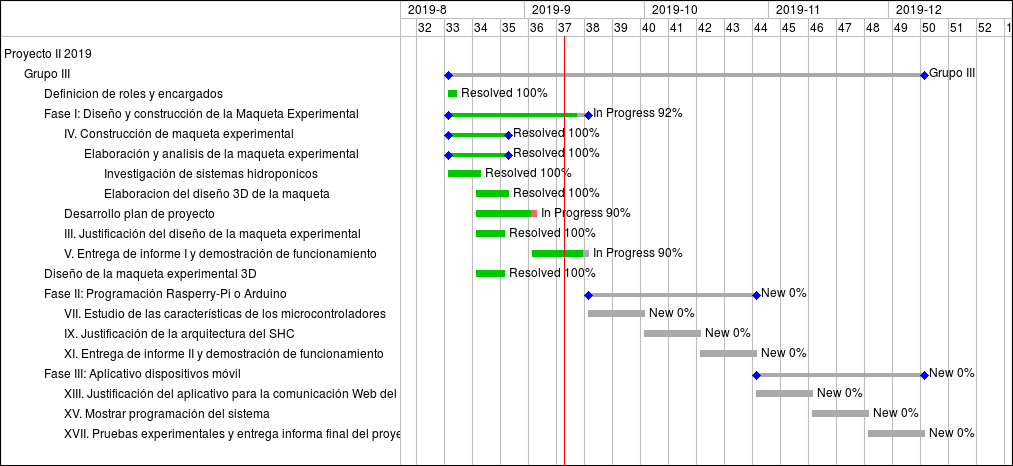 2019-8 2019-9 2019-10 2019-11 2019-12
32 33 34 35 36 37 38 39 40 41 42 43 44 45 46 47 48 49 50 51 52 1
Proyecto II 2019
Grupo III Grupo III
Definicion de roles y encargados Resolved 100%
Fase I: Diseño y construcción de la Maqueta Experimental In Progress 92%
IV. Construcción de maqueta experimental Resolved 100%
Elaboración y analisis de la maqueta experimental Resolved 100%
Investigación de sistemas hidroponicos Resolved 100%
Elaboracion del diseño 3D de la maqueta Resolved 100%
Desarrollo plan de proyecto In Progress 90%
III. Justificación del diseño de la maqueta experimental Resolved 100%
V. Entrega de informe I y demostración de funcionamiento In Progress 90%
Diseño de la maqueta experimental 3D Resolved 100%
Fase II: Programación Rasperry-Pi o Arduino New 0%
VII. Estudio de las características de los microcontroladores New 0%
IX. Justificación de la arquitectura del SHC New 0%
XI. Entrega de informe II y demostración de funcionamiento New 0%
Fase III: Aplicativo dispositivos móvil New 0%
XIII. Justificación del aplicativo para la comunicación Web del New 0%
XV. Mostrar programación del sistema New 0%
XVII. Pruebas experimentales y entrega informa final del proye New 0%